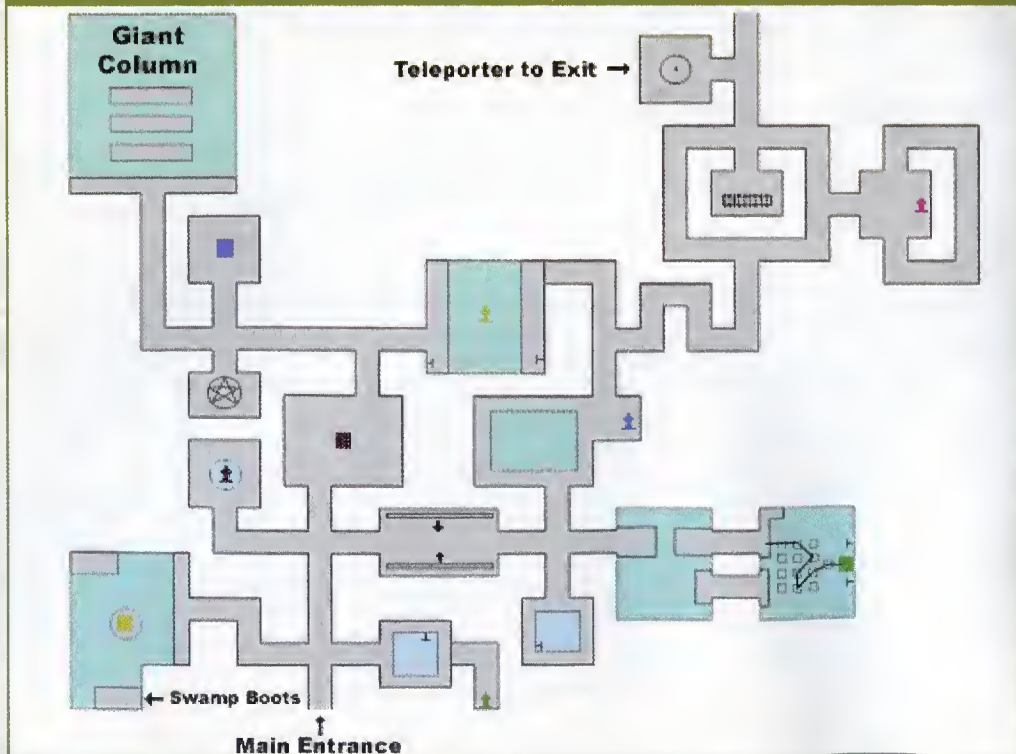 Giant
Column
Teleporter to Exit →
← Swamp Boots
↑
Main Entrance